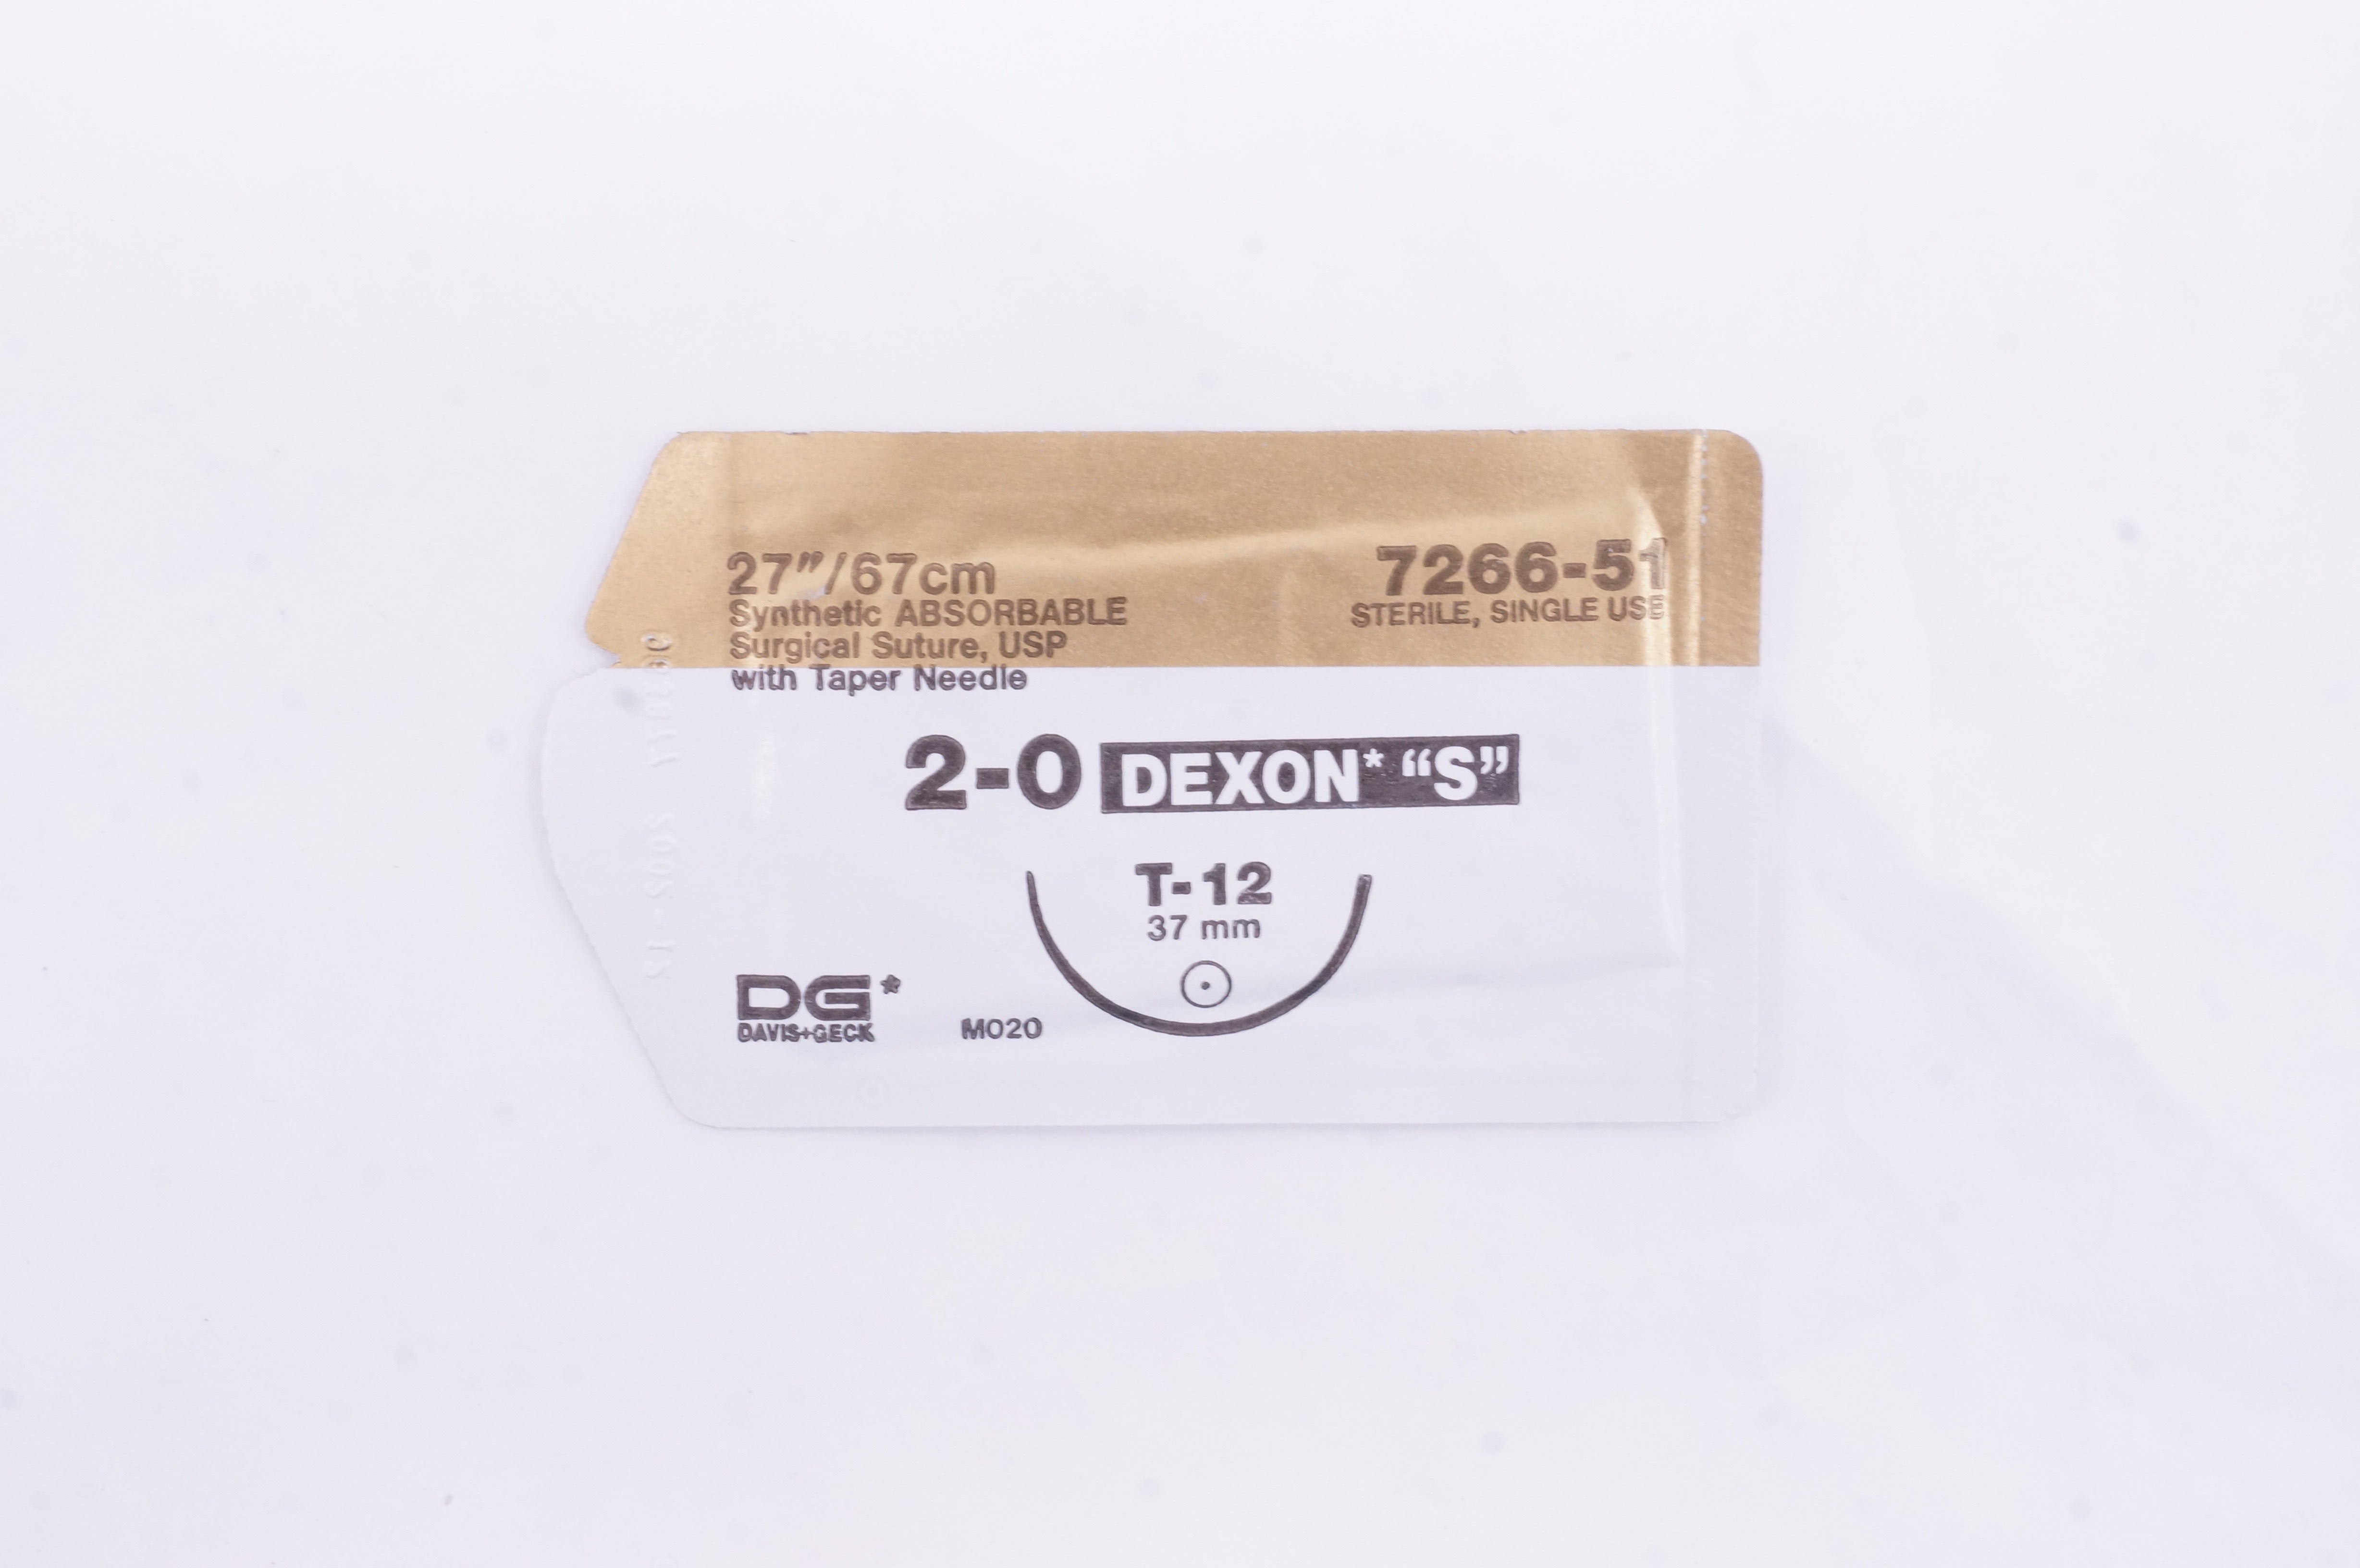 27”/67cm
Synthetic ABSORBABLE
Surgical Suture, USP
with Taper Needle
7266-51
STERILE, SINGLE USE
2-0 DEXON* “S”
T-12
37 mm
DG*
DAVIS+GECK
M020